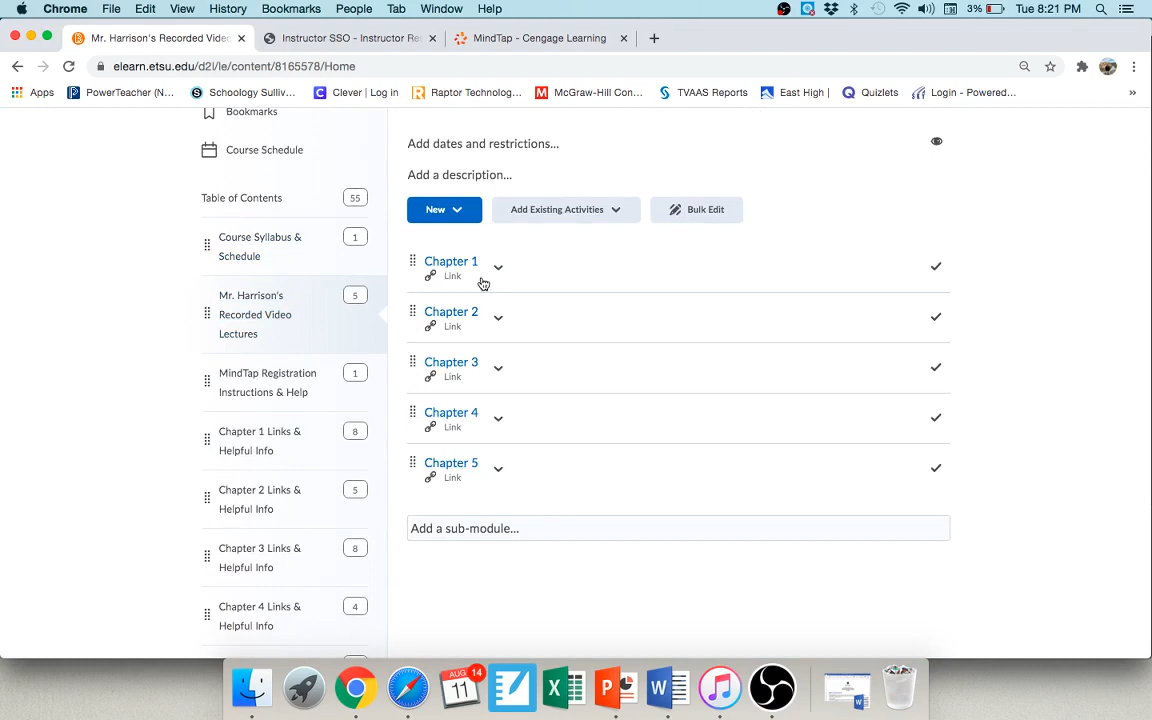 Chrome File Edit View History Bookmarks People Tab Window Help 3% Tue 8:21 PM
Mr. Harrison's Recorded Vide Instructor SSO - Instructor Re MindTap - Cengage Learning
elearn.etsu.edu/d2l/le/content/8165578/Home
Apps PowerTeacher (N... Schoology Sulliv... Clever | Log in Raptor Technolog... McGraw-Hill Con... TVAAS Reports East High | Quizlets Login - Powered... »
Bookmarks
Course Schedule
Table of Contents 55
Course Syllabus & 1
Schedule
Mr. Harrison's 5
Recorded Video
Lectures
MindTap Registration 1
Instructions & Help
Chapter 1 Links & 8
Helpful Info
Chapter 2 Links & 5
Helpful Info
Chapter 3 Links & 8
Helpful Info
Chapter 4 Links & 4
Helpful Info
Add dates and restrictions...
Add a description...
New Add Existing Activities Bulk Edit
Chapter 1
Link
Chapter 2
Link
Chapter 3
Link
Chapter 4
Link
Chapter 5
Link
Add a sub-module...
AUG 14
11